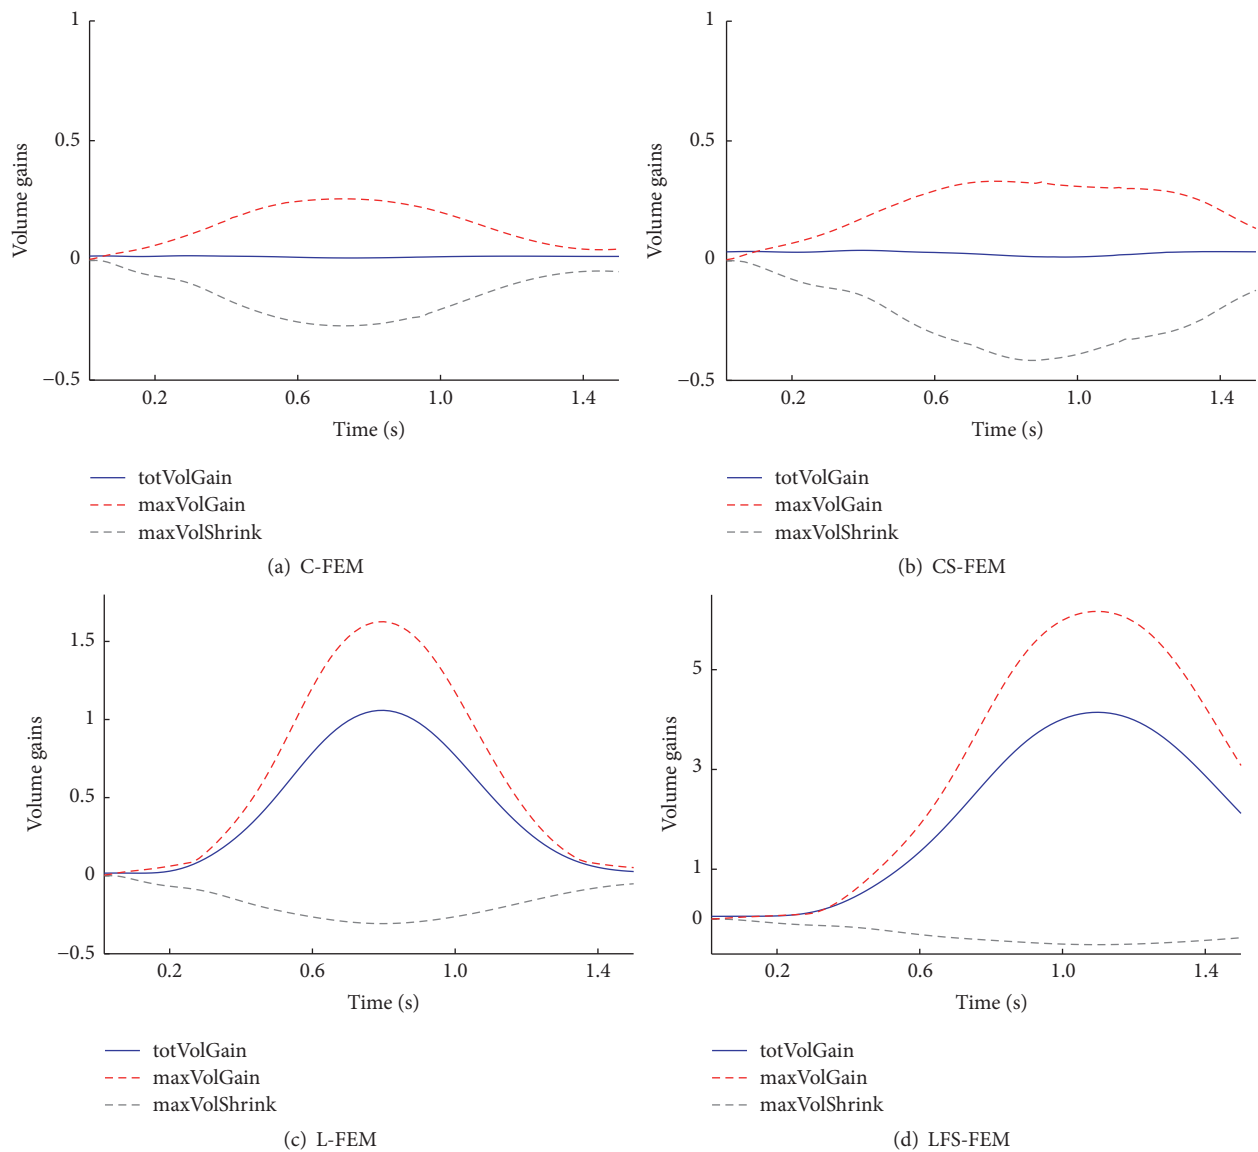 1
0.5
0
−0.5
Volume gains
0.2 0.6 1.0 1.4
Time (s)
totVolGain
maxVolGain
maxVolShrink
(a) C-FEM
1
0.5
0
−0.5
Volume gains
0.2 0.6 1.0 1.4
Time (s)
totVolGain
maxVolGain
maxVolShrink
(b) CS-FEM
1.5
1
0.5
0
−0.5
Volume gains
0.2 0.6 1.0 1.4
Time (s)
totVolGain
maxVolGain
maxVolShrink
(c) L-FEM
5
3
1
0
Volume gains
0.2 0.6 1.0 1.4
Time (s)
totVolGain
maxVolGain
maxVolShrink
(d) LFS-FEM